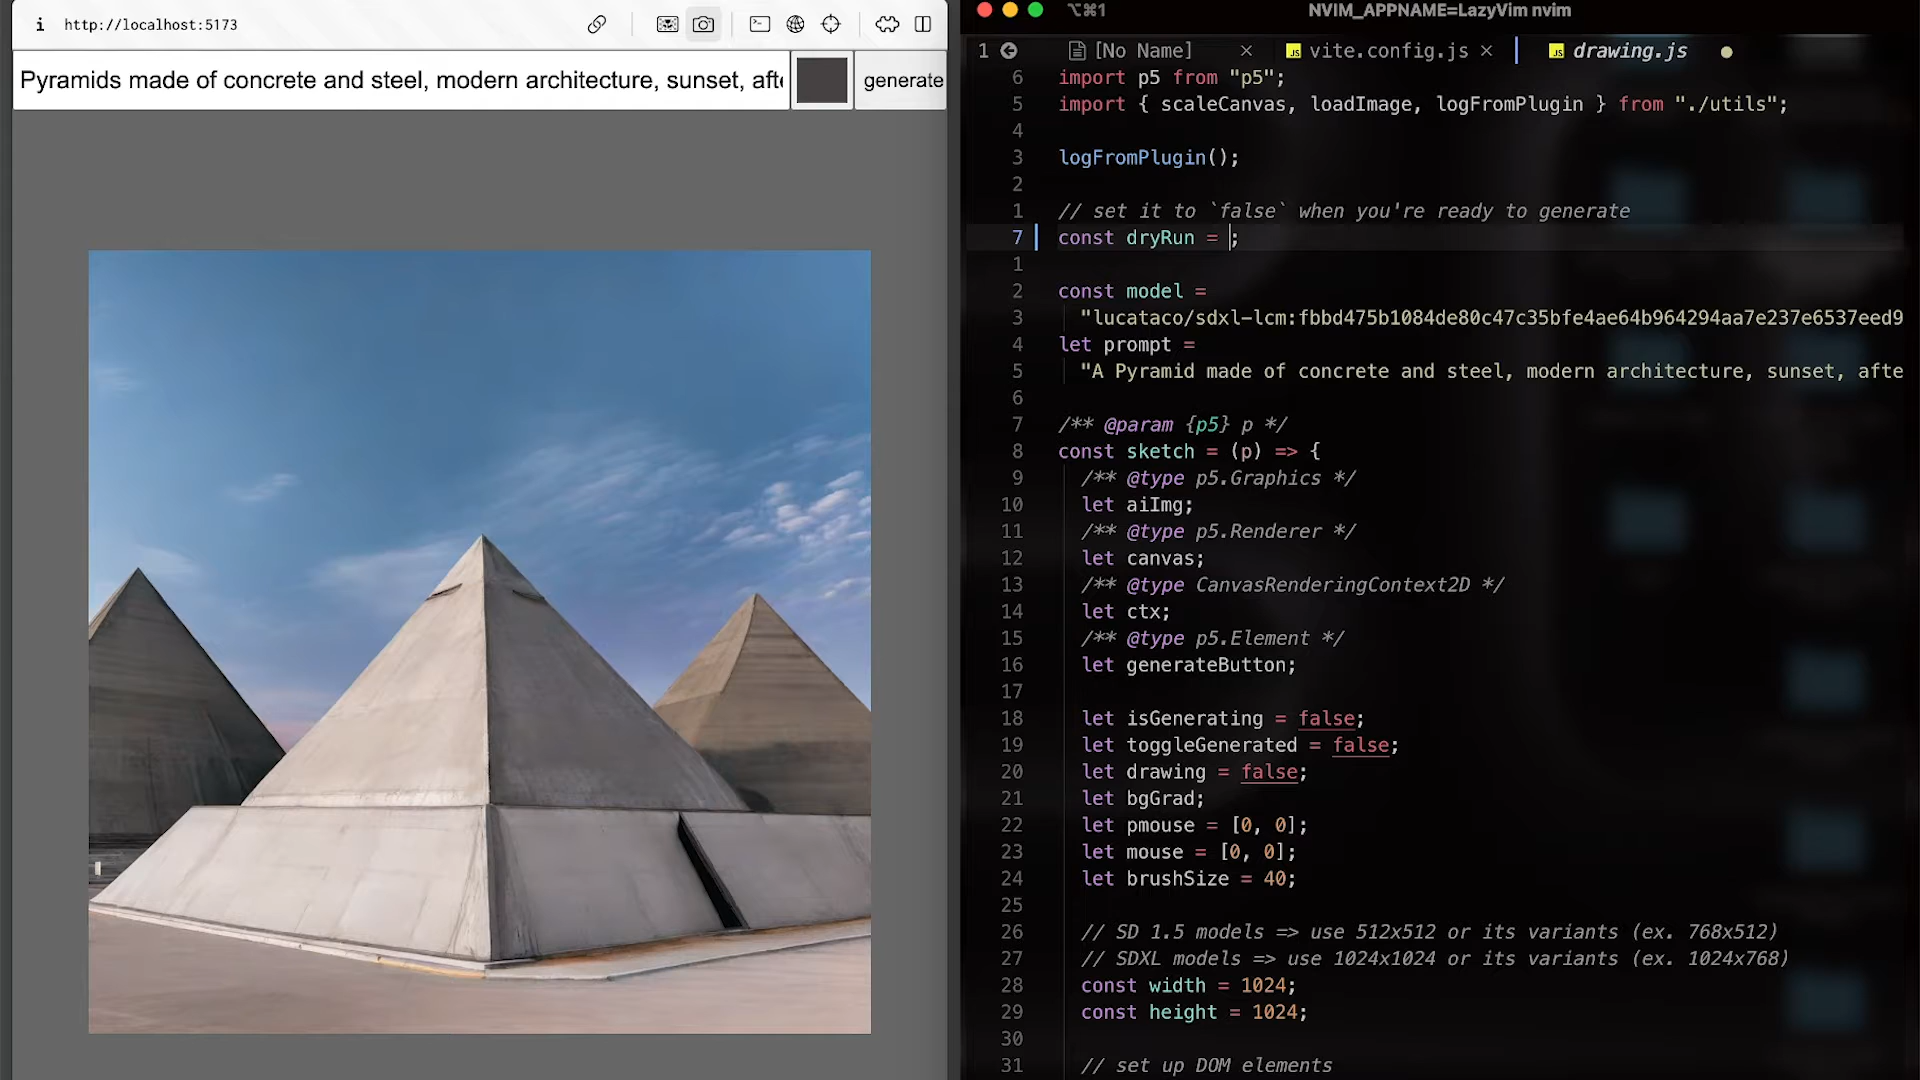 http://localhost:5173
Pyramids made of concrete and steel, modern architecture, sunset, afte
generate
⌥⌘1
NVIM_APPNAME=LazyVim nvim
1 [No Name] × JS vite.config.js × JS drawing.js ●
6 import p5 from "p5";
5 import { scaleCanvas, loadImage, logFromPlugin } from "./utils";
4
3 logFromPlugin();
2
1 // set it to `false` when you're ready to generate
7 const dryRun = ;
1
2 const model =
3 "lucataco/sdxl-lcm:fbbd475b1084de80c47c35bfe4ae64b964294aa7e237e6537eed9
4 let prompt =
5 "A Pyramid made of concrete and steel, modern architecture, sunset, afte
6
7 /** @param {p5} p */
8 const sketch = (p) => {
9 /** @type p5.Graphics */
10 let aiImg;
11 /** @type p5.Renderer */
12 let canvas;
13 /** @type CanvasRenderingContext2D */
14 let ctx;
15 /** @type p5.Element */
16 let generateButton;
17
18 let isGenerating = false;
19 let toggleGenerated = false;
20 let drawing = false;
21 let bgGrad;
22 let pmouse = [0, 0];
23 let mouse = [0, 0];
24 let brushSize = 40;
25
26 // SD 1.5 models => use 512x512 or its variants (ex. 768x512)
27 // SDXL models => use 1024x1024 or its variants (ex. 1024x768)
28 const width = 1024;
29 const height = 1024;
30
31 // set up DOM elements